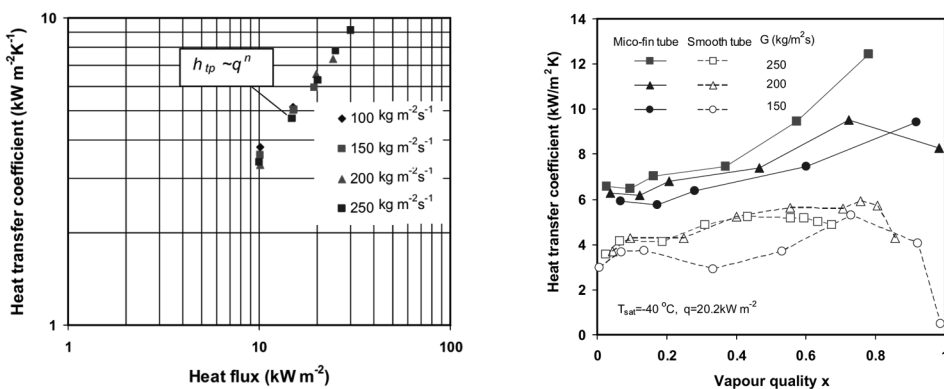 10
1
1
10
100
Heat transfer coefficient (kW m⁻²K⁻¹)
Heat flux (kW m⁻²)
h_tp ~qⁿ
100 kg m⁻²s⁻¹
150 kg m⁻²s⁻¹
200 kg m⁻²s⁻¹
250 kg m⁻²s⁻¹
14
12
10
8
6
4
2
0
0
0.2
0.4
0.6
0.8
1
Heat transfer coefficient (kW/m² K)
Vapour quality x
Mico-fin tube Smooth tube G (kg/m²s)
250
200
150
T_sat=-40 °C, q=20.2kW m⁻²